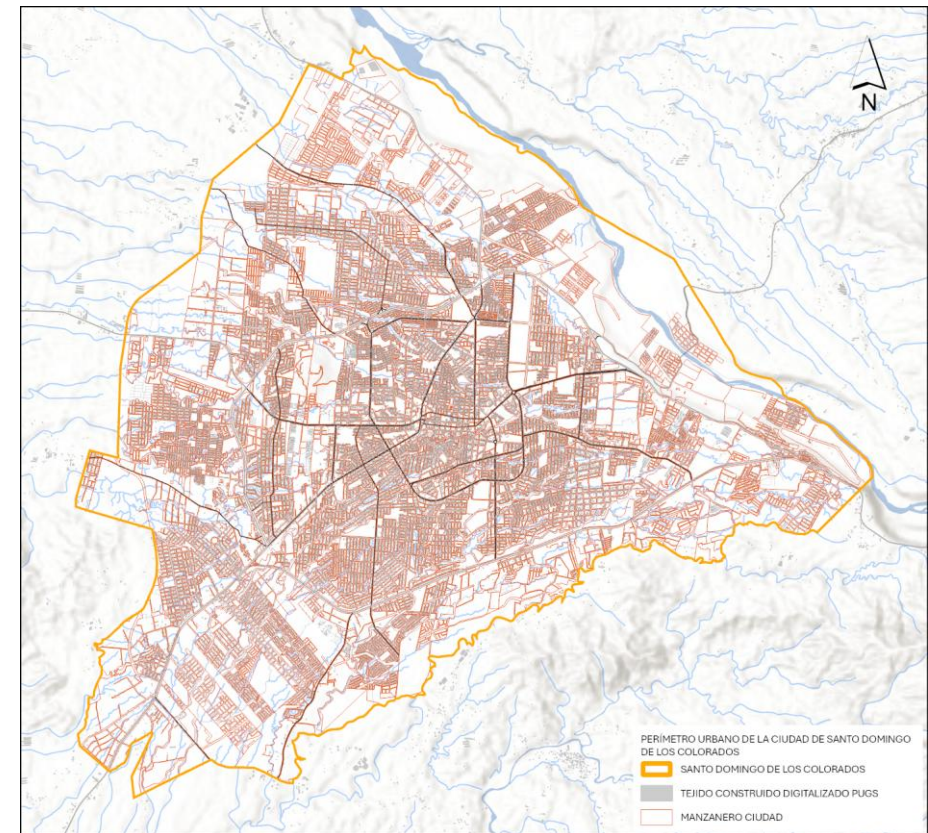 N
PERÍMETRO URBANO DE LA CIUDAD DE SANTO DOMINGO
DE LOS COLORADOS
SANTO DOMINGO DE LOS COLORADOS
TEJIDO CONSTRUIDO DIGITALIZADO PUGS
MANZANERO CIUDAD